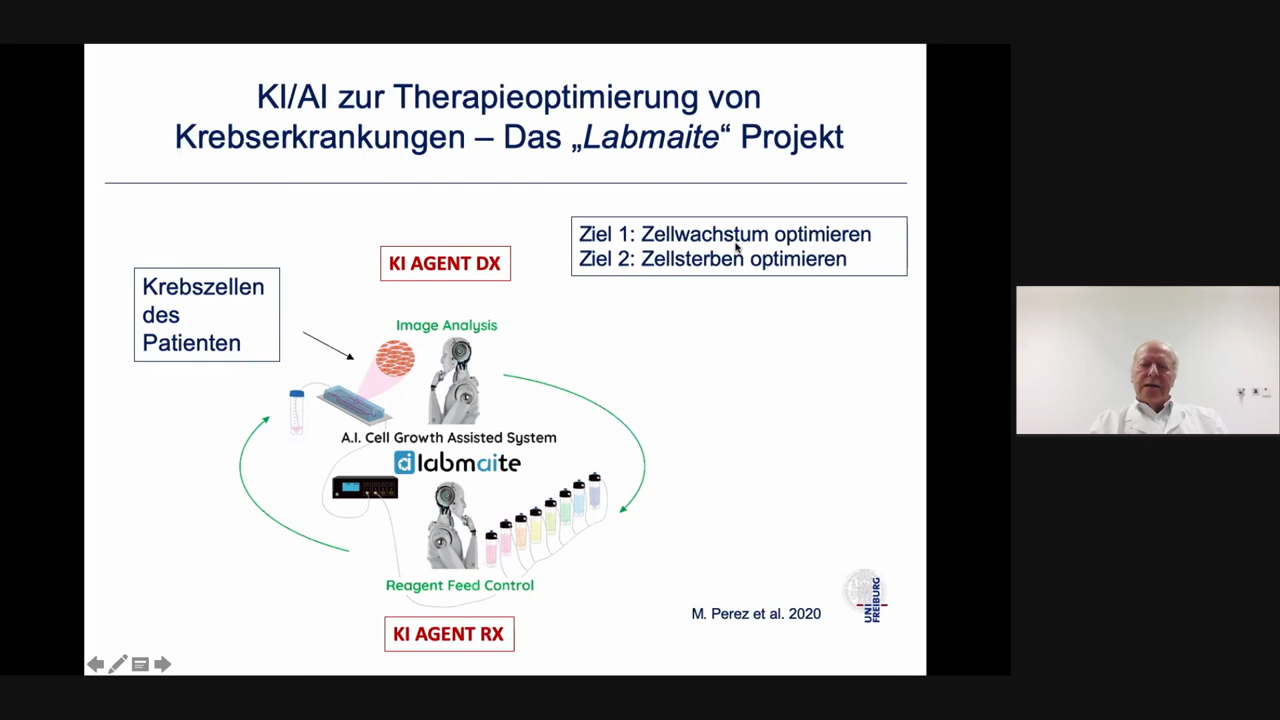 KI/AI zur Therapieoptimierung von
Krebserkrankungen – Das „Labmaite“ Projekt
Ziel 1: Zellwachstum optimieren
Ziel 2: Zellsterben optimieren
KI AGENT DX
Krebszellen
des
Patienten
Image Analysis
A.I. Cell Growth Assisted System
labmaite
Reagent Feed Control
KI AGENT RX
M. Perez et al. 2020
UNI
FREIBURG